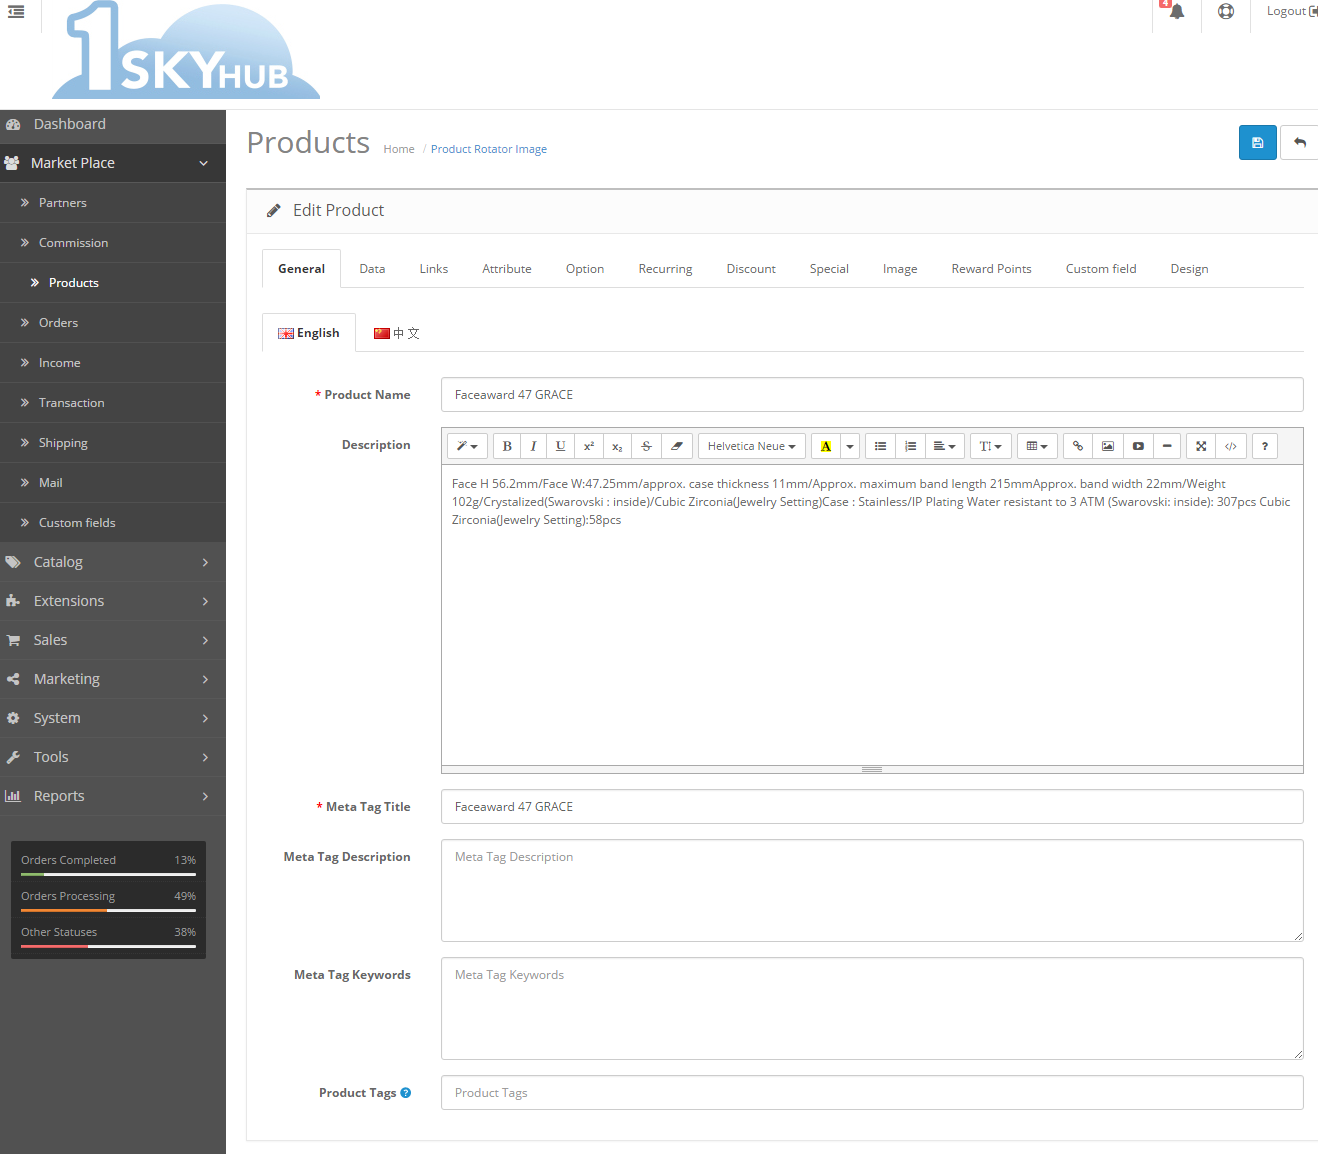 4
Logout
1SKYHUB
Dashboard
Market Place
Partners
Commission
Products
Orders
Income
Transaction
Shipping
Mail
Custom fields
Catalog
Extensions
Sales
Marketing
System
Tools
Reports
Orders Completed 13%
Orders Processing 49%
Other Statuses 38%
Products Home / Product Rotator Image
Edit Product
General Data Links Attribute Option Recurring Discount Special Image Reward Points Custom field Design
English 中文
* Product Name Faceaward 47 GRACE
Description
B I U x² x₂ S Helvetica Neue A TI </> ?
Face H 56.2mm/Face W:47.25mm/approx. case thickness 11mm/Approx. maximum band length 215mmApprox. band width 22mm/Weight
102g/Crystalized(Swarovski : inside)/Cubic Zirconia(Jewelry Setting)Case : Stainless/IP Plating Water resistant to 3 ATM (Swarovski: inside): 307pcs Cubic
Zirconia(Jewelry Setting):58pcs
* Meta Tag Title Faceaward 47 GRACE
Meta Tag Description Meta Tag Description
Meta Tag Keywords Meta Tag Keywords
Product Tags ? Product Tags